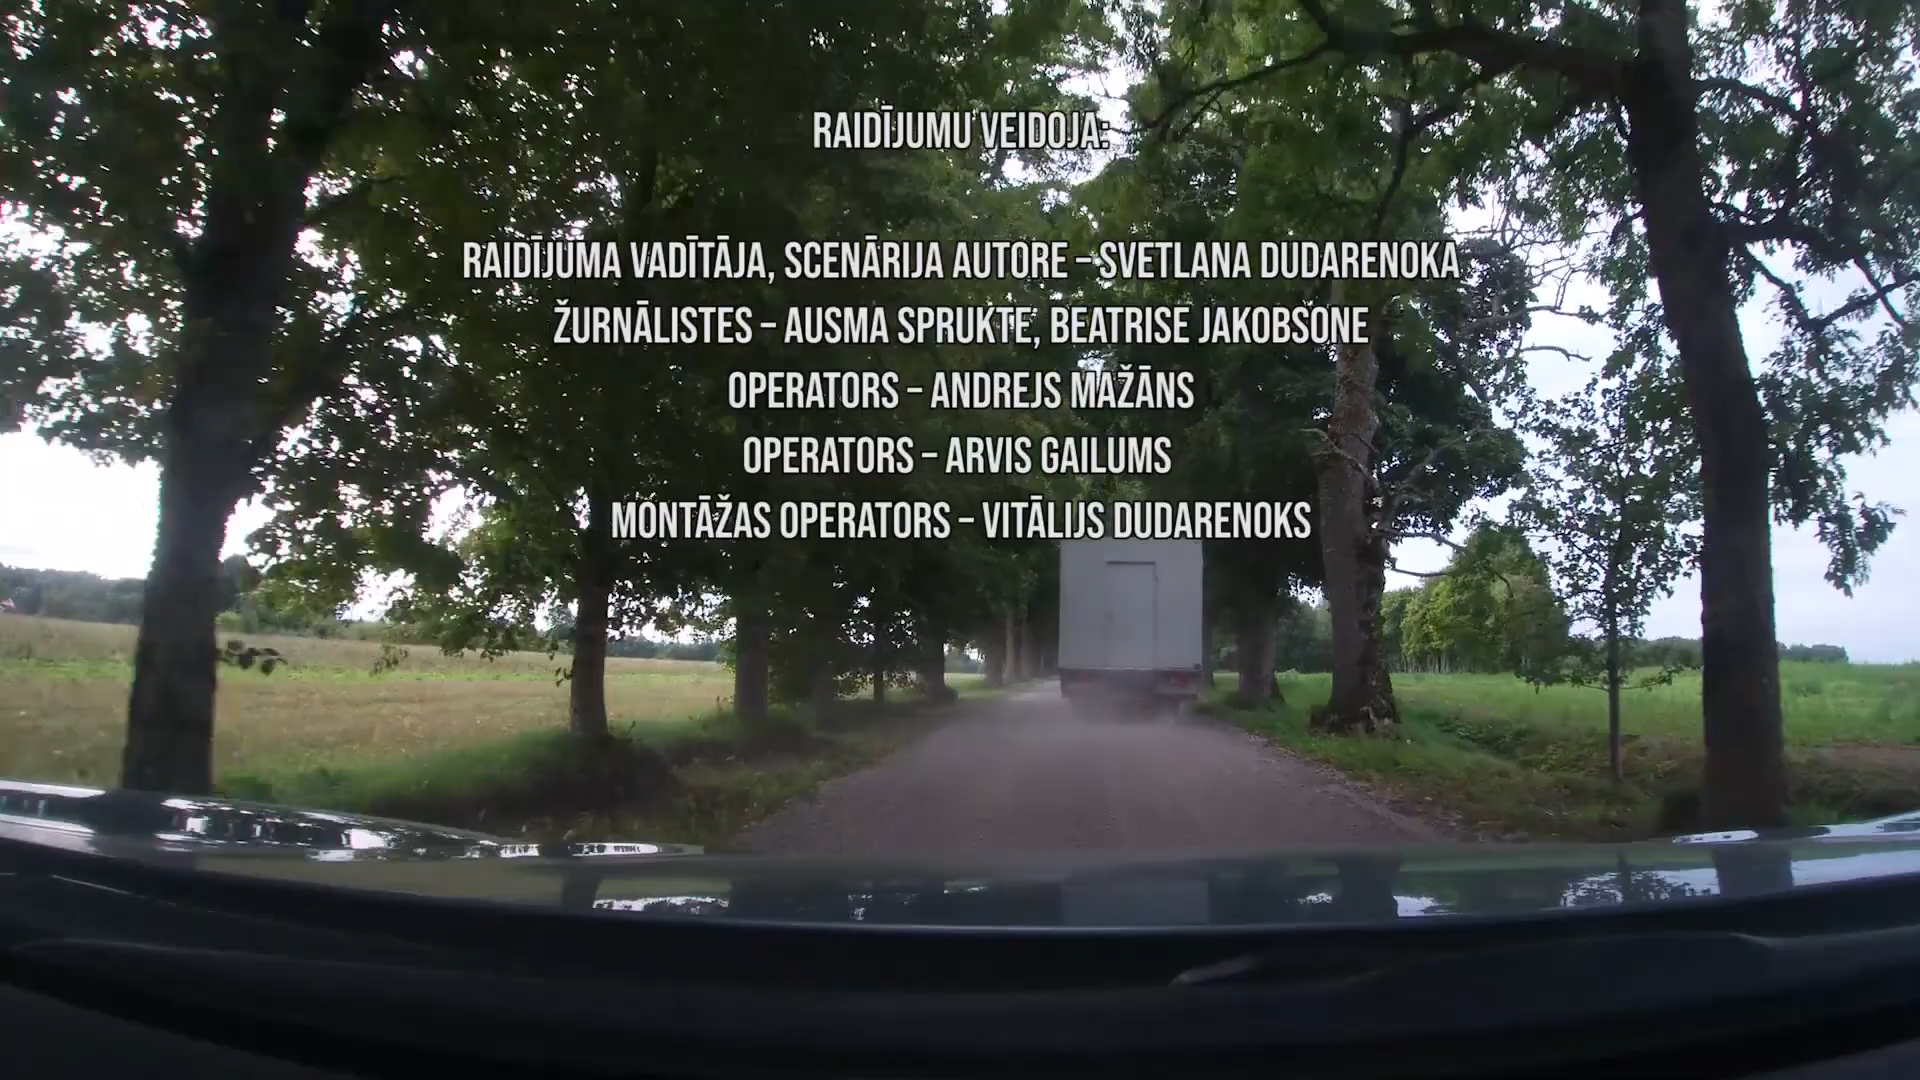 RAIDĪJUMU VEIDOJA:
RAIDĪJUMA VADĪTĀJA, SCENĀRIJA AUTORE – SVETLANA DUDARENOKA
ŽURNĀLISTES – AUSMA SPRUKTE, BEATRISE JAKOBSONE
OPERATORS – ANDREJS MAŽĀNS
OPERATORS – ARVIS GAILUMS
MONTĀŽAS OPERATORS – VITĀLIJS DUDARENOKS